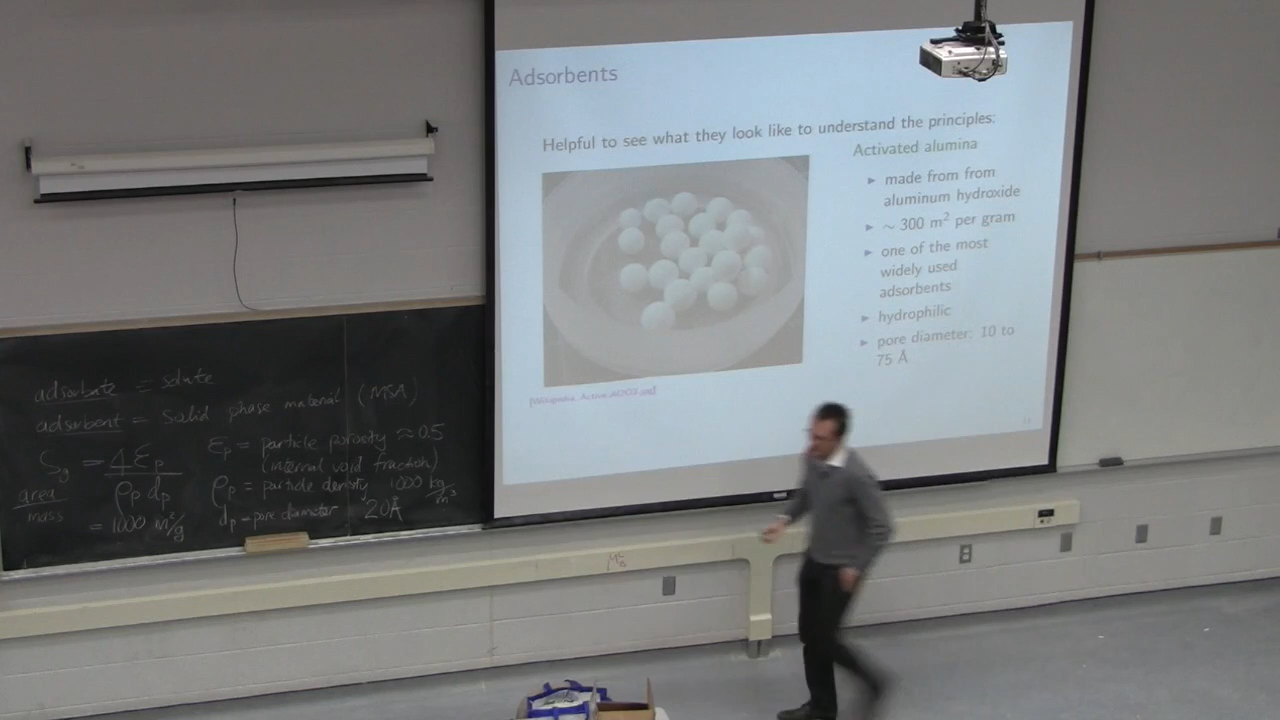 adsorbate = solute
adsorbent = solid phase material (MSA)
Sg = 4εp / ρp dp
area / mass
= 1000 m²/g
εp = particle porosity ≈ 0.5
(internal void fraction)
ρp = particle density 1000 kg/m³
dp = pore diameter 20Å
Adsorbents
Helpful to see what they look like to understand the principles:
Activated alumina
▶ made from from
aluminum hydroxide
▶ ∼ 300 m² per gram
▶ one of the most
widely used
adsorbents
▶ hydrophilic
▶ pore diameter: 10 to
75 Å